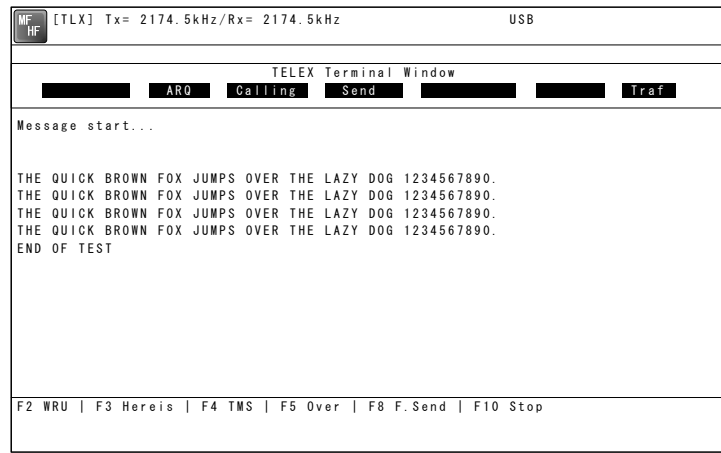 MF
HF
[TLX] Tx= 2174.5kHz/Rx= 2174.5kHz USB
TELEX Terminal Window
ARQ Calling Send Traf
Message start...
THE QUICK BROWN FOX JUMPS OVER THE LAZY DOG 1234567890.
THE QUICK BROWN FOX JUMPS OVER THE LAZY DOG 1234567890.
THE QUICK BROWN FOX JUMPS OVER THE LAZY DOG 1234567890.
THE QUICK BROWN FOX JUMPS OVER THE LAZY DOG 1234567890.
END OF TEST
F2 WRU | F3 Hereis | F4 TMS | F5 Over | F8 F.Send | F10 Stop